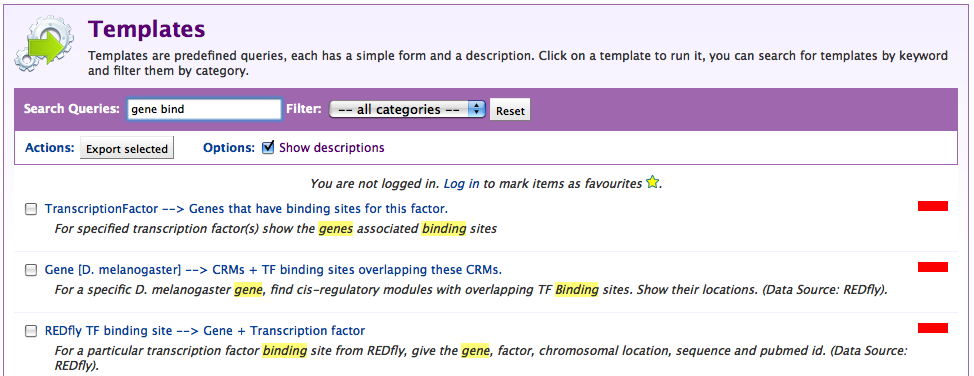 Templates
Templates are predefined queries, each has a simple form and a description. Click on a template to run it, you can search for templates by keyword
and filter them by category.
Search Queries: gene bind Filter: -- all categories -- Reset
Actions: Export selected Options: Show descriptions
You are not logged in. Log in to mark items as favourites .
TranscriptionFactor --> Genes that have binding sites for this factor.
For specified transcription factor(s) show the genes associated binding sites
Gene [D. melanogaster] --> CRMs + TF binding sites overlapping these CRMs.
For a specific D. melanogaster gene, find cis-regulatory modules with overlapping TF Binding sites. Show their locations. (Data Source: REDfly).
REDfly TF binding site --> Gene + Transcription factor
For a particular transcription factor binding site from REDfly, give the gene, factor, chromosomal location, sequence and pubmed id. (Data Source:
REDfly).